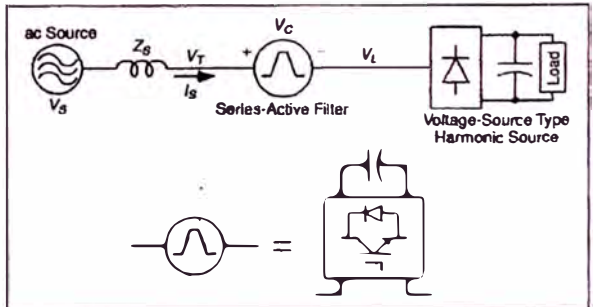 ac Source
Z_S
V_T
+
V_C
−
V_L
V_S
I_S
Series-Active Filter
Load
Voltage-Source Type
Harmonic Source
=